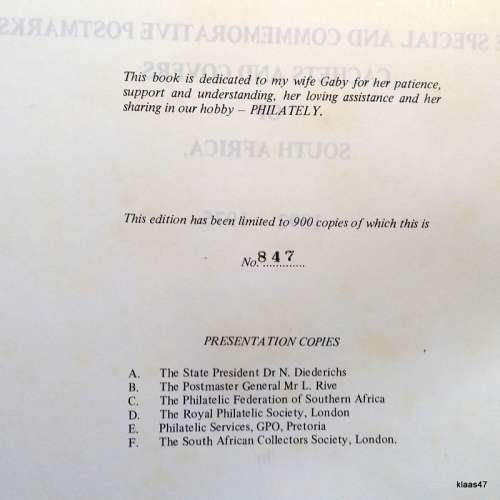 This book is dedicated to my wife Gaby for her patience,
support and understanding, her loving assistance and her
sharing in our hobby – PHILATELY.
This edition has been limited to 900 copies of which this is
No. 847
PRESENTATION COPIES
A. The State President Dr N. Diederichs
B. The Postmaster General Mr L. Rive
C. The Philatelic Federation of Southern Africa
D. The Royal Philatelic Society, London
E. Philatelic Services, GPO, Pretoria
F. The South African Collectors Society, London.
klaas47